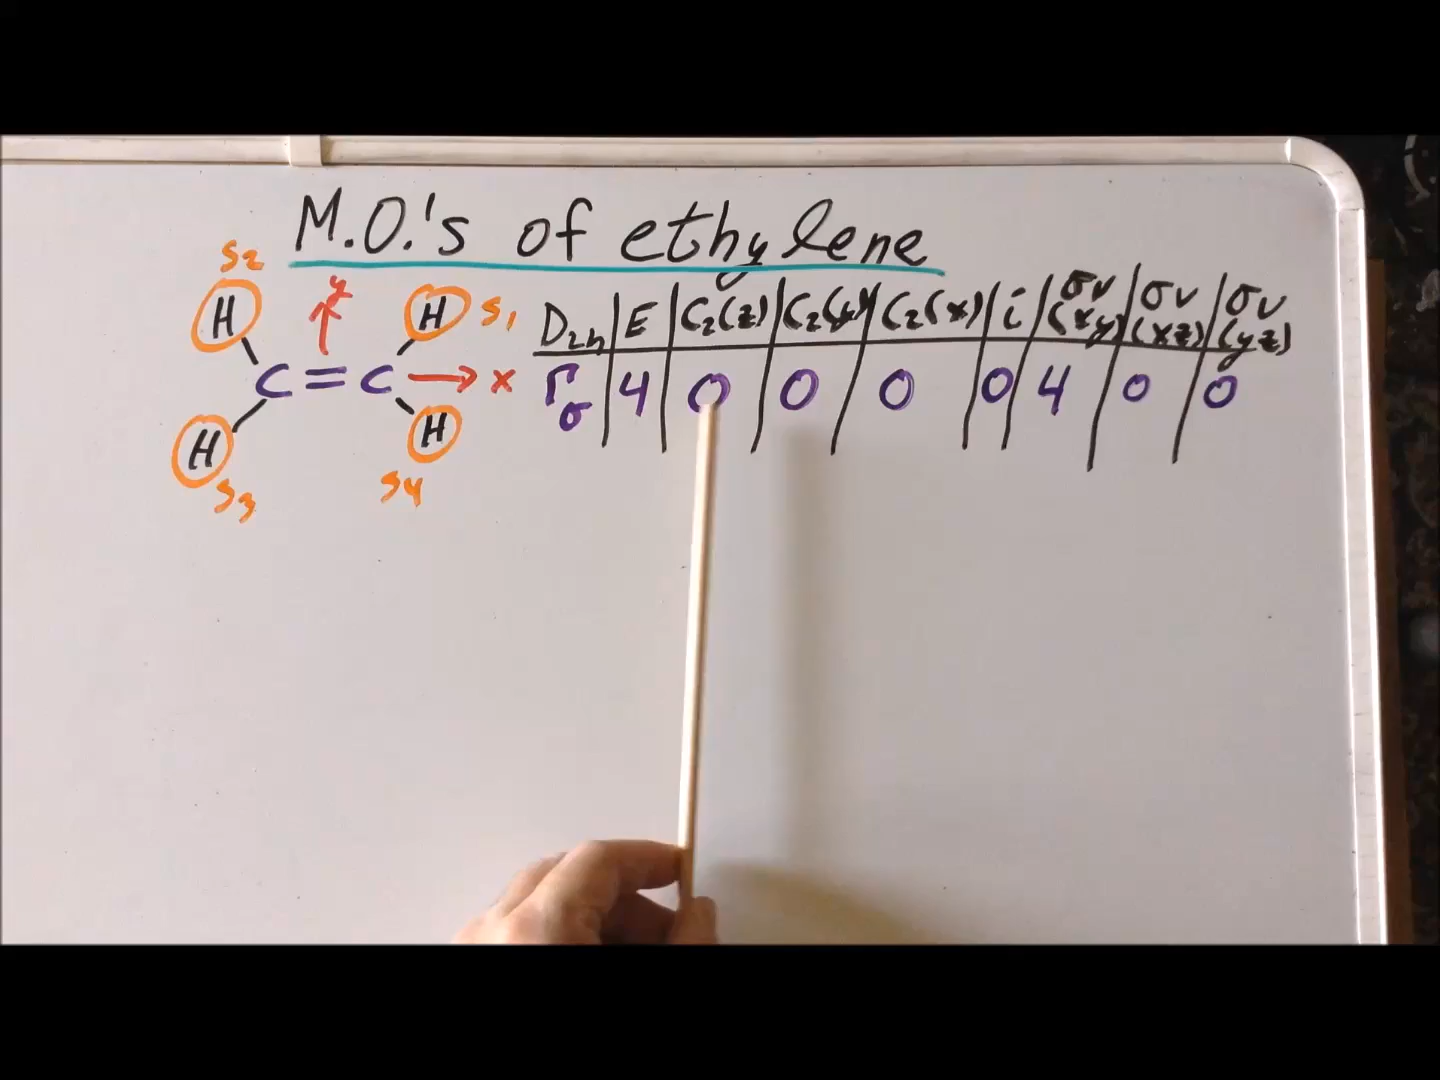 M.O.'s of ethylene
s2
H
y
H s1
C = C → x
H
H
s3
s4
D2h | E | C2(z) | C2(y) | C2(x) | i | σv (xy) | σv (xz) | σv (yz)
Γσ | 4 | 0 | 0 | 0 | 0 | 4 | 0 | 0